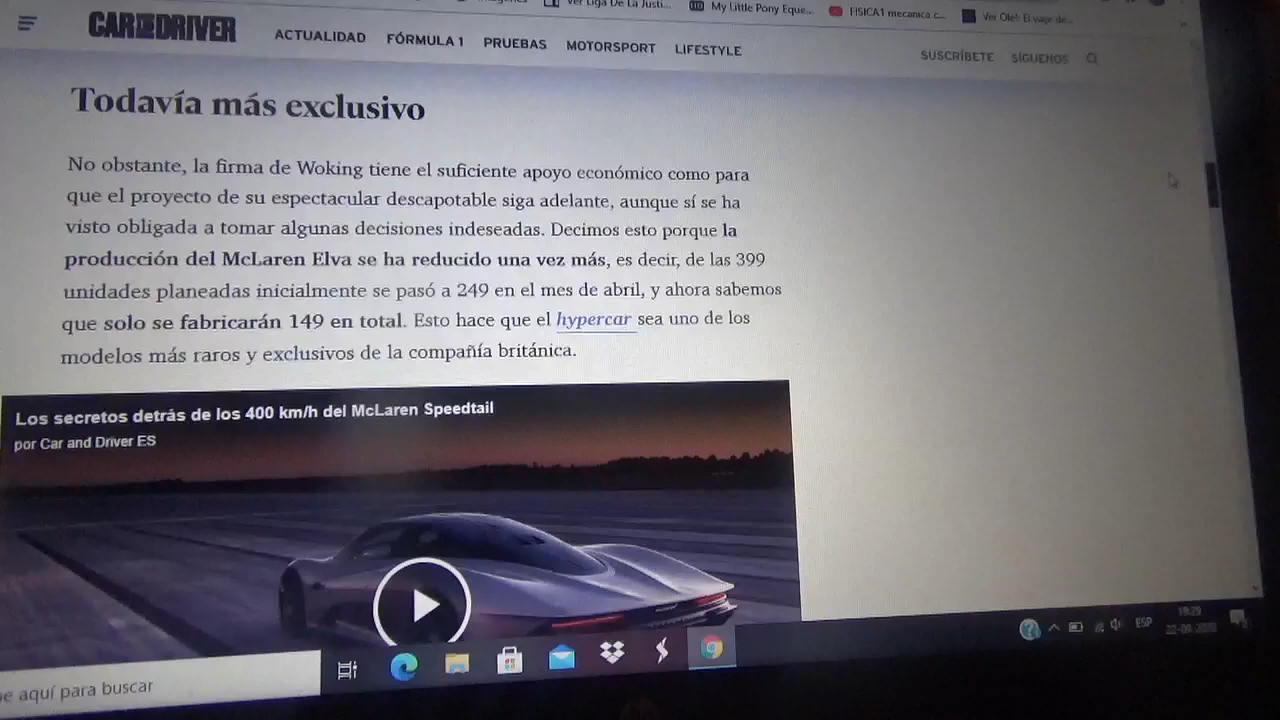 Ver Liga De La Justi...
My Little Pony Eque...
FISICA1 mecanica c...
CAR AND DRIVER
ACTUALIDAD FÓRMULA 1 PRUEBAS MOTORSPORT LIFESTYLE
SUSCRÍBETE SÍGUENOS
Todavía más exclusivo
No obstante, la firma de Woking tiene el suficiente apoyo económico como para
que el proyecto de su espectacular descapotable siga adelante, aunque sí se ha
visto obligada a tomar algunas decisiones indeseadas. Decimos esto porque la
producción del McLaren Elva se ha reducido una vez más, es decir, de las 399
unidades planeadas inicialmente se pasó a 249 en el mes de abril, y ahora sabemos
que solo se fabricarán 149 en total. Esto hace que el hypercar sea uno de los
modelos más raros y exclusivos de la compañía británica.
Los secretos detrás de los 400 km/h del McLaren Speedtail
por Car and Driver ES
e aquí para buscar
ESP